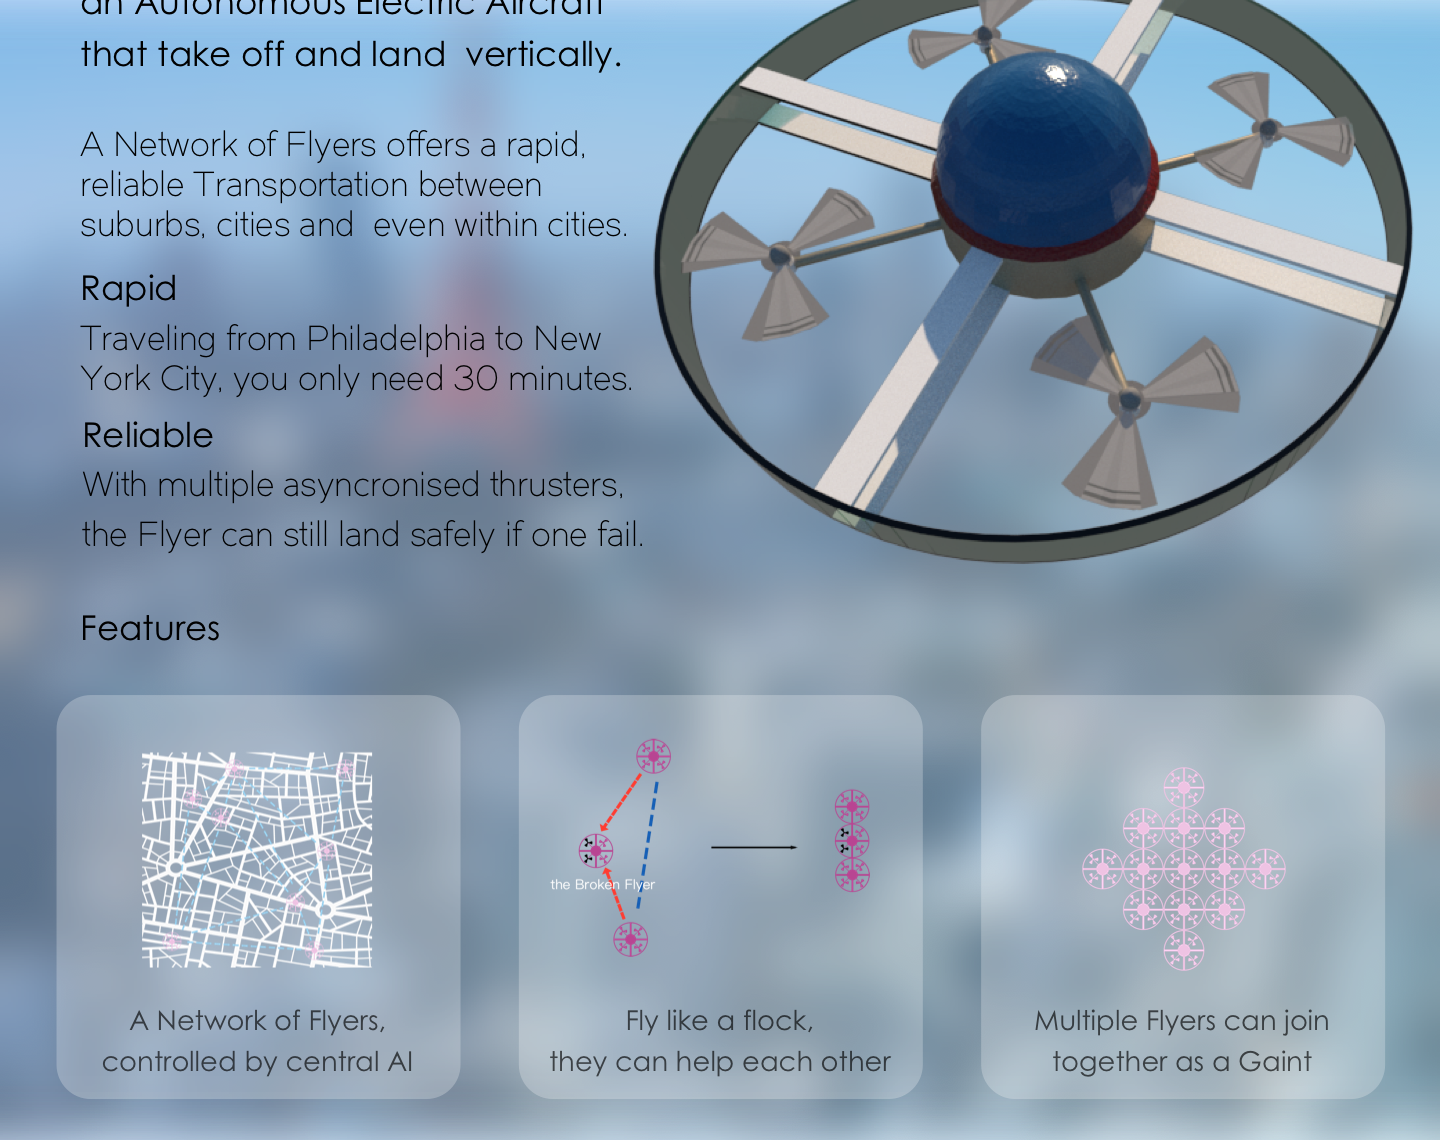 an Autonomous Electric Aircraft
that take off and land vertically.
A Network of Flyers offers a rapid,
reliable Transportation between
suburbs, cities and even within cities.
Rapid
Traveling from Philadelphia to New
York City, you only need 30 minutes.
Reliable
With multiple asyncronised thrusters,
the Flyer can still land safely if one fail.
Features
the Broken Flyer
A Network of Flyers,
controlled by central AI
Fly like a flock,
they can help each other
Multiple Flyers can join
together as a Gaint